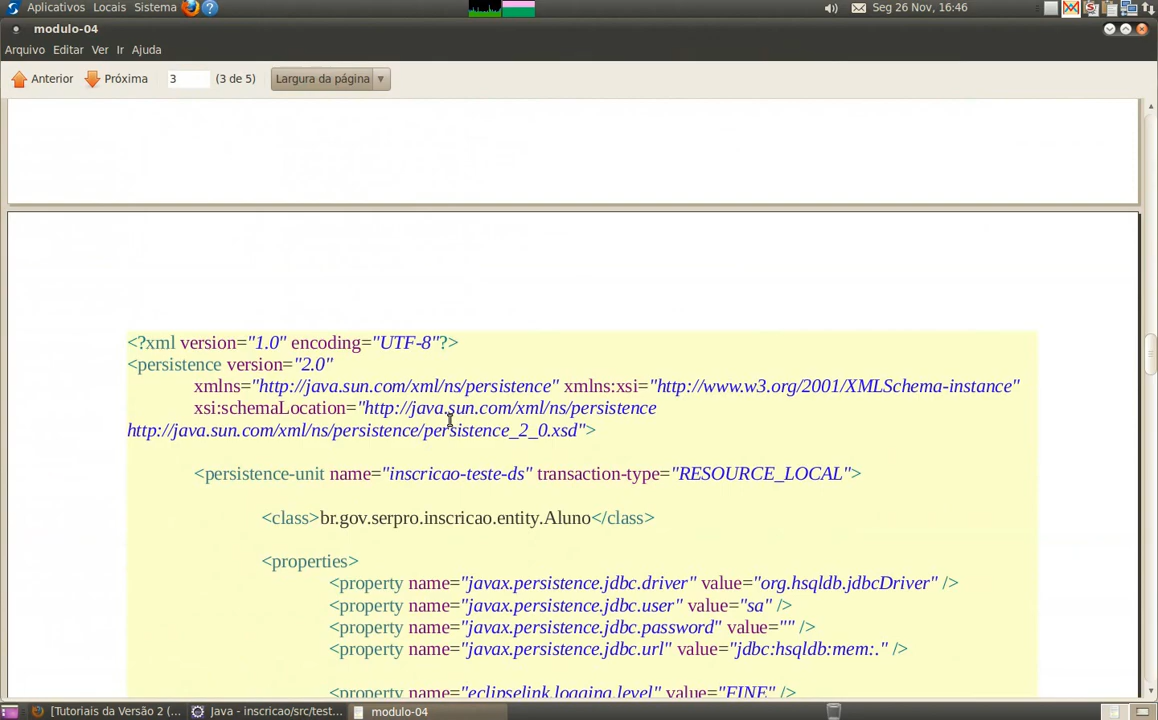 Aplicativos Locais Sistema Seg 26 Nov, 16:46
modulo-04
Arquivo Editar Ver Ir Ajuda
Anterior Próxima 3 (3 de 5) Largura da página
<?xml version="1.0" encoding="UTF-8"?>
<persistence version="2.0"
xmlns="http://java.sun.com/xml/ns/persistence" xmlns:xsi="http://www.w3.org/2001/XMLSchema-instance"
xsi:schemaLocation="http://java.sun.com/xml/ns/persistence
http://java.sun.com/xml/ns/persistence/persistence_2_0.xsd">
<persistence-unit name="inscricao-teste-ds" transaction-type="RESOURCE_LOCAL">
<class>br.gov.serpro.inscricao.entity.Aluno</class>
<properties>
<property name="javax.persistence.jdbc.driver" value="org.hsqldb.jdbcDriver" />
<property name="javax.persistence.jdbc.user" value="sa" />
<property name="javax.persistence.jdbc.password" value="" />
<property name="javax.persistence.jdbc.url" value="jdbc:hsqldb:mem:." />
<property name="eclipselink.logging.level" value="FINE" />
[Tutoriais da Versão 2 (... Java - inscricao/src/test... modulo-04